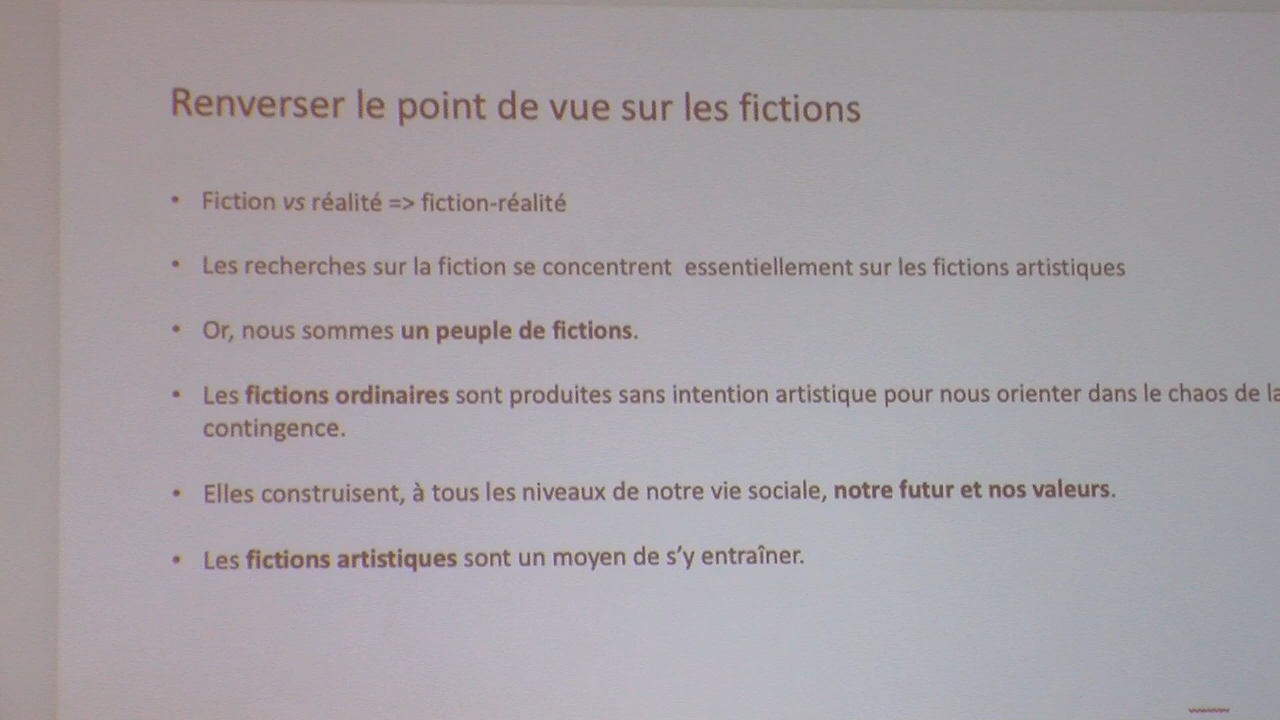 Renverser le point de vue sur les fictions
• Fiction vs réalité => fiction-réalité
• Les recherches sur la fiction se concentrent  essentiellement sur les fictions artistiques
• Or, nous sommes un peuple de fictions.
• Les fictions ordinaires sont produites sans intention artistique pour nous orienter dans le chaos de la
contingence.
• Elles construisent, à tous les niveaux de notre vie sociale, notre futur et nos valeurs.
• Les fictions artistiques sont un moyen de s’y entraîner.